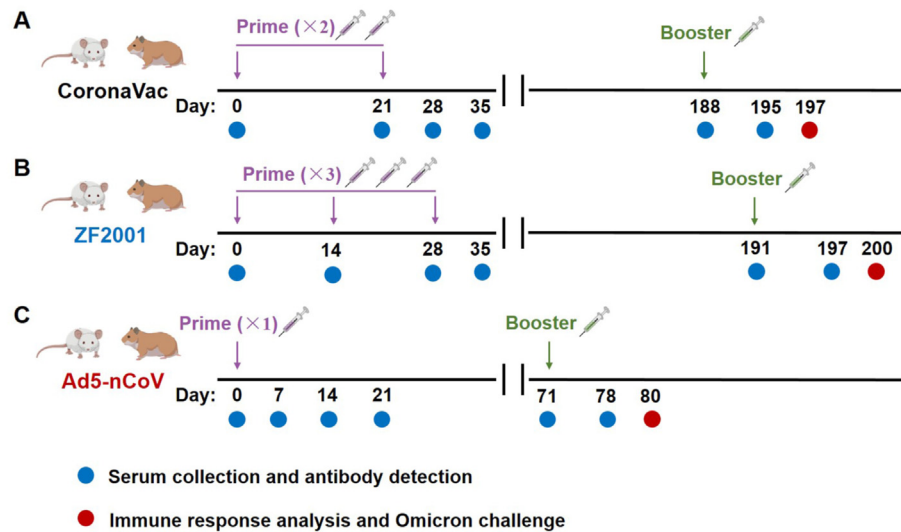 A
Prime (×2)
Booster
CoronaVac
Day: 0 21 28 35 188 195 197
B
Prime (×3)
Booster
ZF2001
Day: 0 14 28 35 191 197 200
C
Prime (×1)
Booster
Ad5-nCoV
Day: 0 7 14 21 71 78 80
Serum collection and antibody detection
Immune response analysis and Omicron challenge